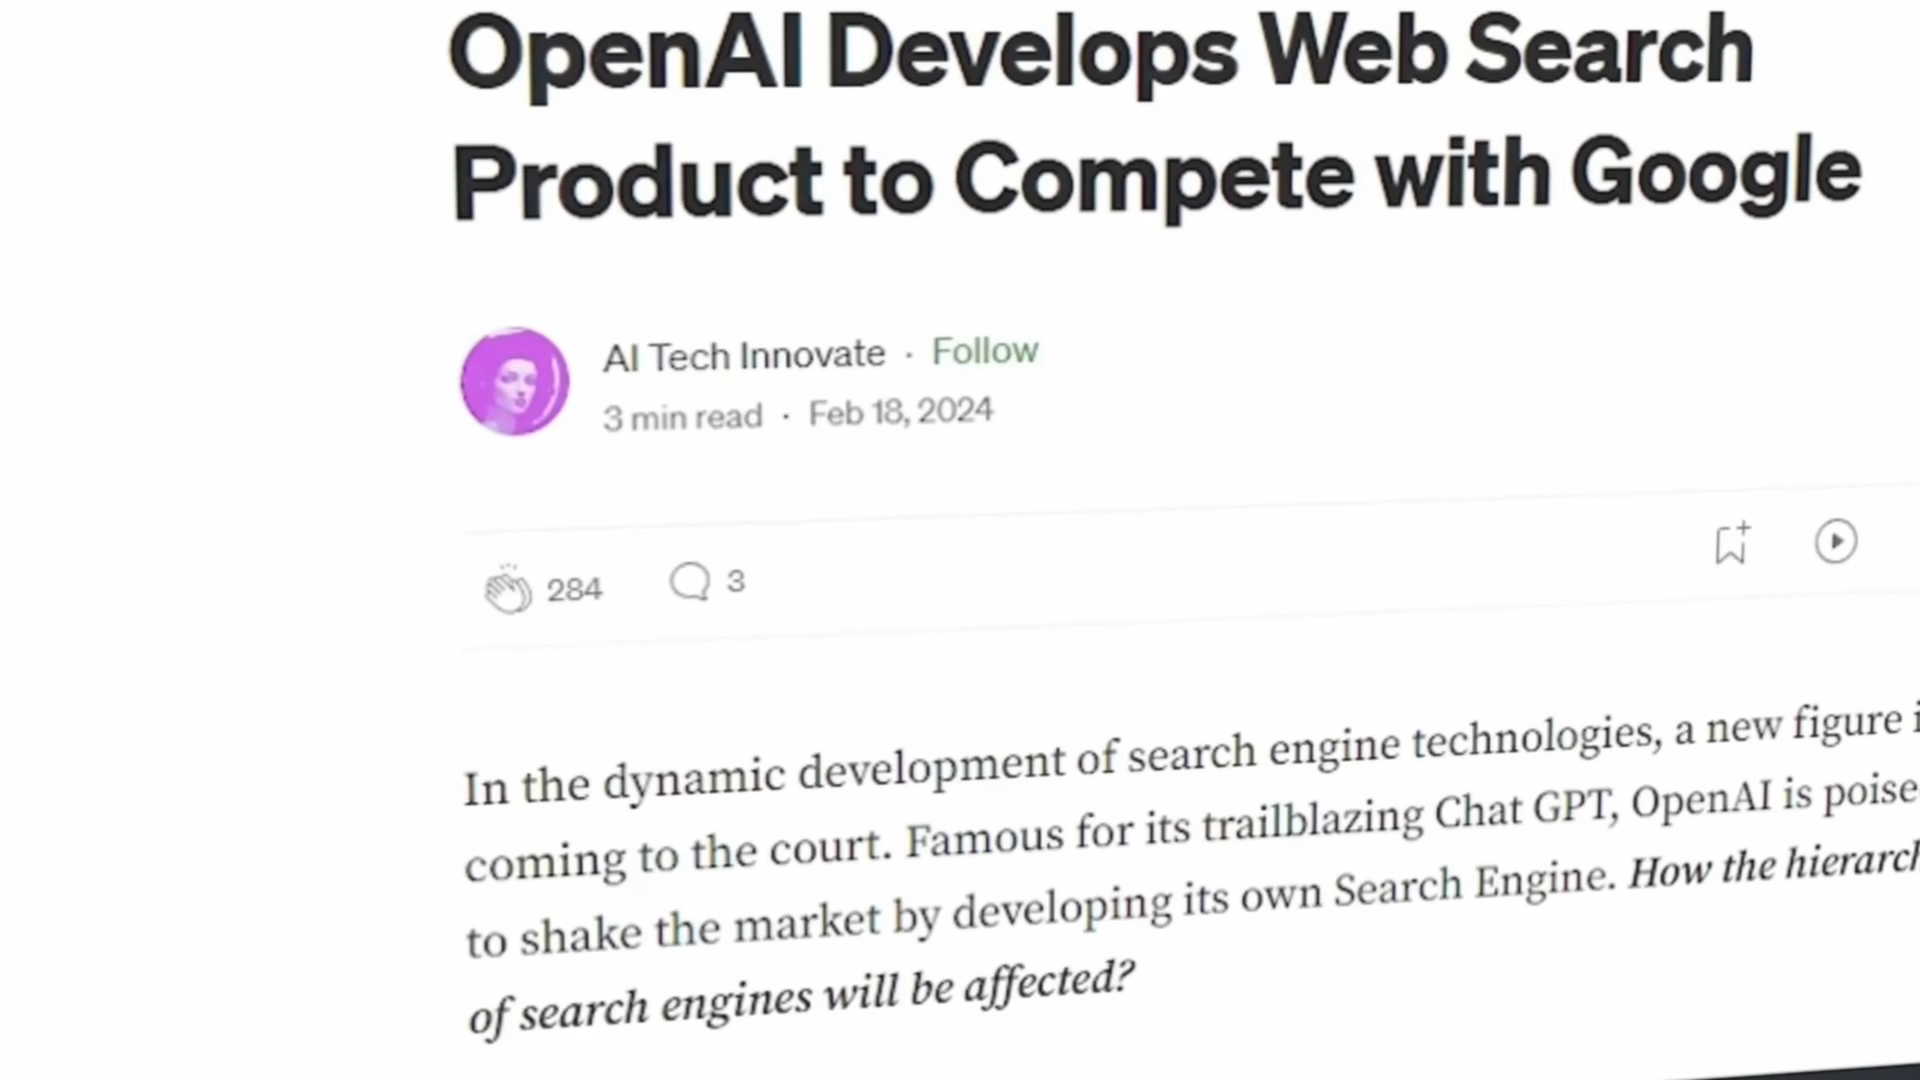 OpenAI Develops Web Search
Product to Compete with Google
AI Tech Innovate · Follow
3 min read · Feb 18, 2024
284 3
In the dynamic development of search engine technologies, a new figure
coming to the court. Famous for its trailblazing Chat GPT, OpenAI is
to shake the market by developing its own Search Engine. How the
of search engines will be affected?